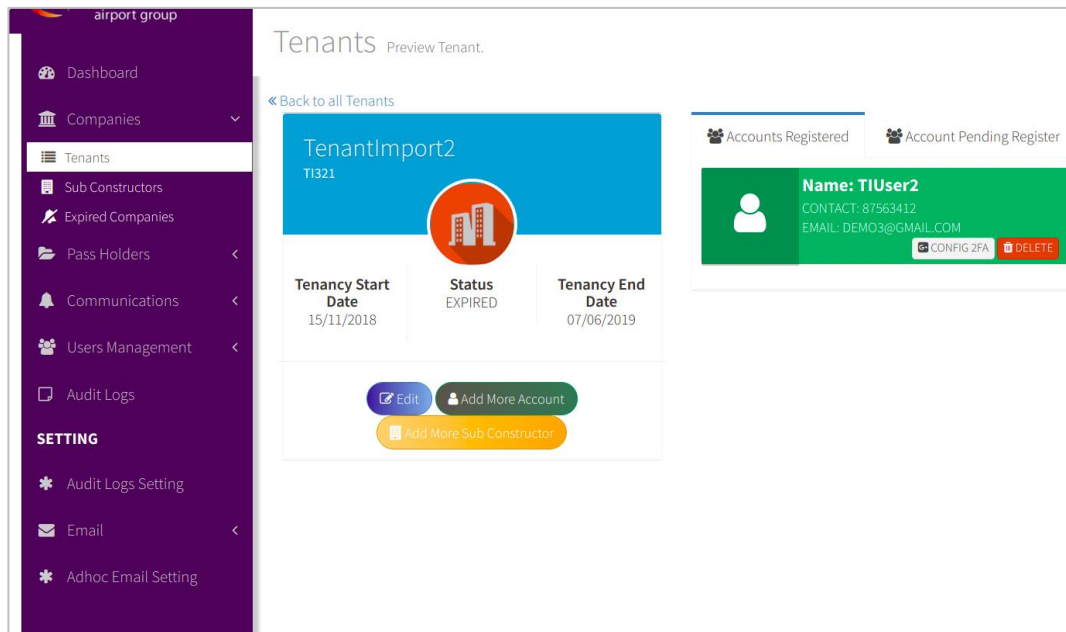 airport group
Dashboard
Companies
Tenants
Sub Constructors
Expired Companies
Pass Holders
Communications
Users Management
Audit Logs
SETTING
Audit Logs Setting
Email
Adhoc Email Setting
Tenants Preview Tenant.
Back to all Tenants
TenantImport2
TI321
Tenancy Start
Date
15/11/2018
Status
EXPIRED
Tenancy End
Date
07/06/2019
Edit
Add More Account
Add More Sub Constructor
Accounts Registered
Account Pending Register
Name: TIUser2
CONTACT: 87563412
EMAIL: DEMO3@GMAIL.COM
CONFIG 2FA
DELETE